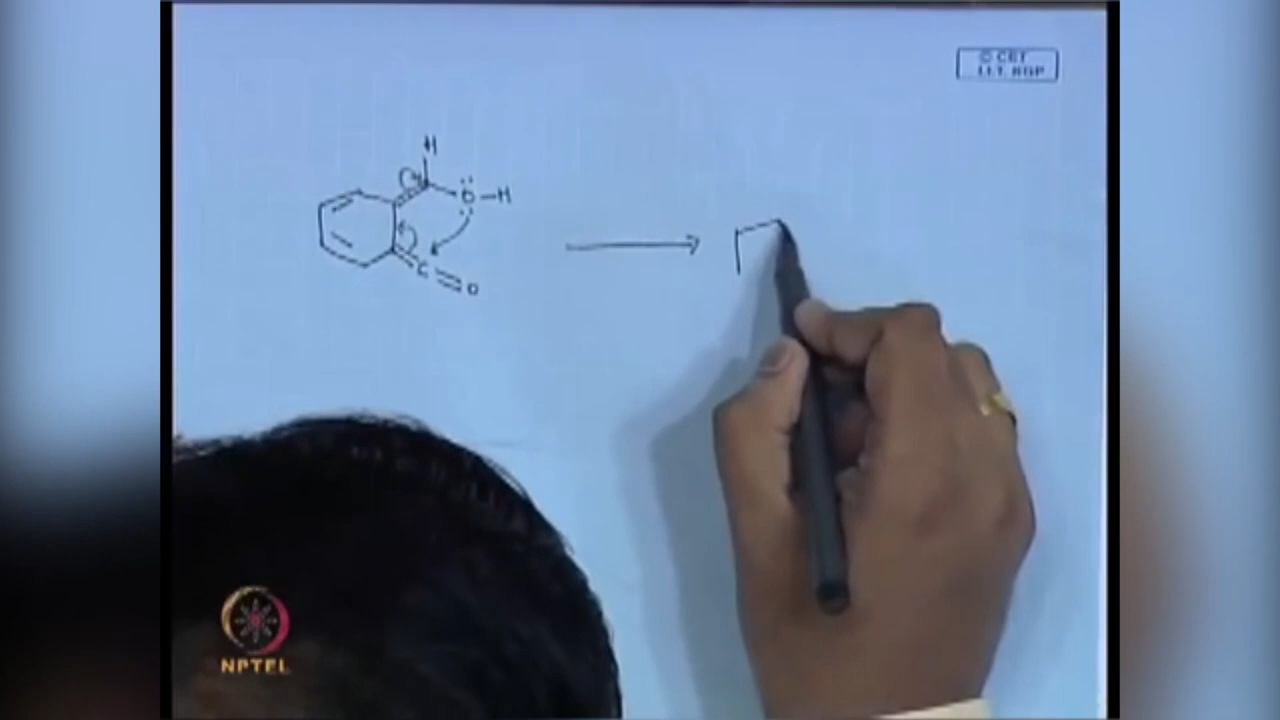 © CET
I.I.T. KGP
H
O–H
C
O
NPTEL